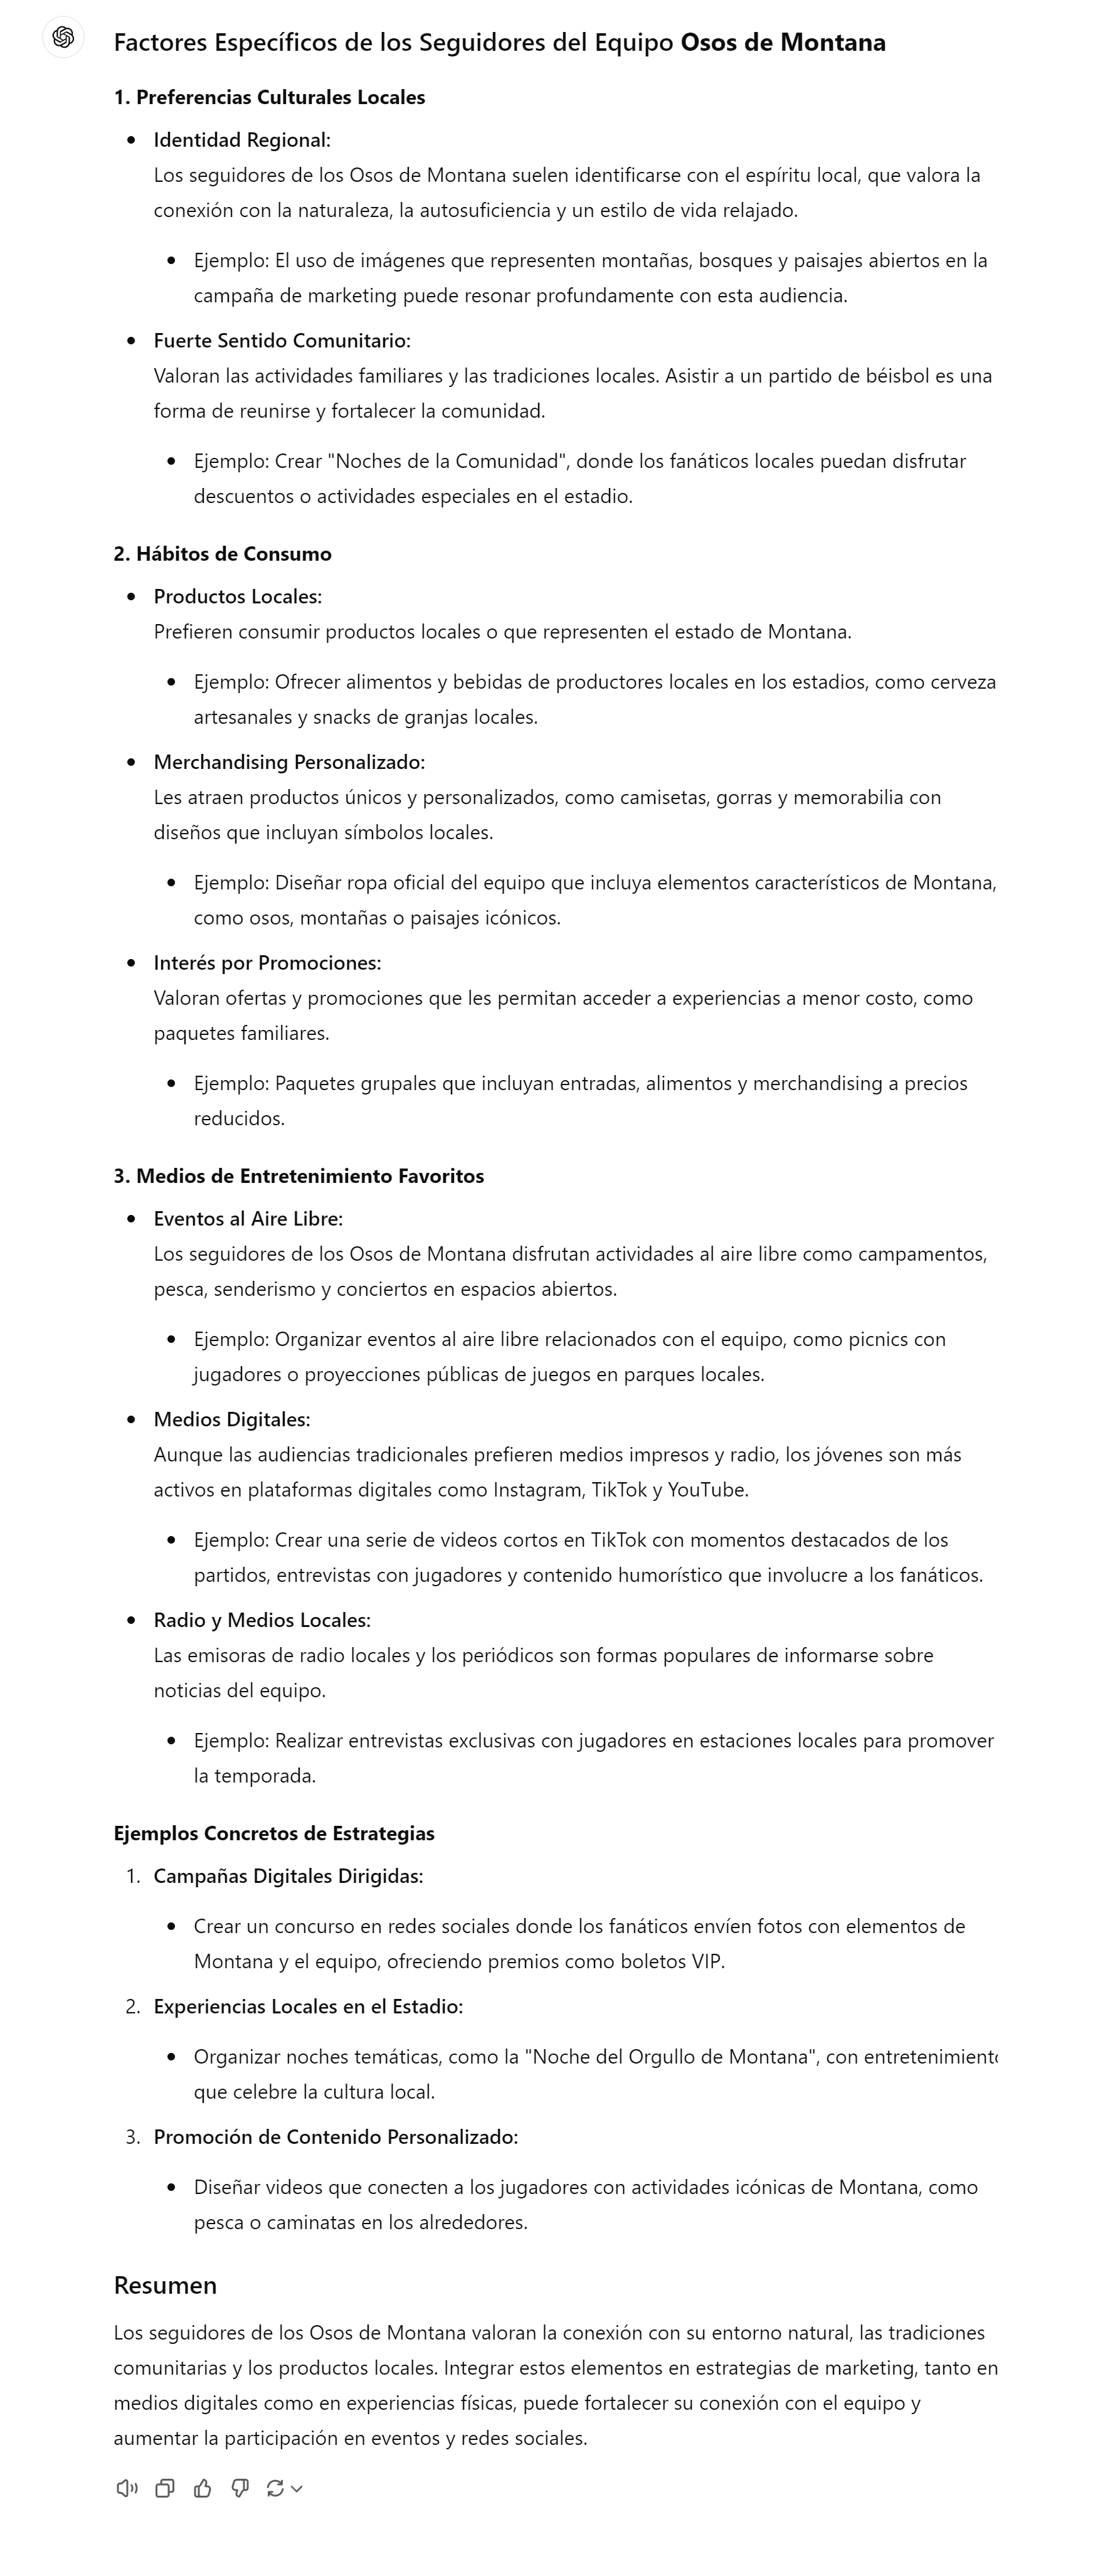 Factores Específicos de los Seguidores del Equipo Osos de Montana
1. Preferencias Culturales Locales
Identidad Regional:
Los seguidores de los Osos de Montana suelen identificarse con el espíritu local, que valora la
conexión con la naturaleza, la autosuficiencia y un estilo de vida relajado.
Ejemplo: El uso de imágenes que representen montañas, bosques y paisajes abiertos en la
campaña de marketing puede resonar profundamente con esta audiencia.
Fuerte Sentido Comunitario:
Valoran las actividades familiares y las tradiciones locales. Asistir a un partido de béisbol es una
forma de reunirse y fortalecer la comunidad.
Ejemplo: Crear "Noches de la Comunidad", donde los fanáticos locales puedan disfrutar
descuentos o actividades especiales en el estadio.
2. Hábitos de Consumo
Productos Locales:
Prefieren consumir productos locales o que representen el estado de Montana.
Ejemplo: Ofrecer alimentos y bebidas de productores locales en los estadios, como cerveza
artesanales y snacks de granjas locales.
Merchandising Personalizado:
Les atraen productos únicos y personalizados, como camisetas, gorras y memorabilia con
diseños que incluyan símbolos locales.
Ejemplo: Diseñar ropa oficial del equipo que incluya elementos característicos de Montana,
como osos, montañas o paisajes icónicos.
Interés por Promociones:
Valoran ofertas y promociones que les permitan acceder a experiencias a menor costo, como
paquetes familiares.
Ejemplo: Paquetes grupales que incluyan entradas, alimentos y merchandising a precios
reducidos.
3. Medios de Entretenimiento Favoritos
Eventos al Aire Libre:
Los seguidores de los Osos de Montana disfrutan actividades al aire libre como campamentos,
pesca, senderismo y conciertos en espacios abiertos.
Ejemplo: Organizar eventos al aire libre relacionados con el equipo, como picnics con
jugadores o proyecciones públicas de juegos en parques locales.
Medios Digitales:
Aunque las audiencias tradicionales prefieren medios impresos y radio, los jóvenes son más
activos en plataformas digitales como Instagram, TikTok y YouTube.
Ejemplo: Crear una serie de videos cortos en TikTok con momentos destacados de los
partidos, entrevistas con jugadores y contenido humorístico que involucre a los fanáticos.
Radio y Medios Locales:
Las emisoras de radio locales y los periódicos son formas populares de informarse sobre
noticias del equipo.
Ejemplo: Realizar entrevistas exclusivas con jugadores en estaciones locales para promover
la temporada.
Ejemplos Concretos de Estrategias
1. Campañas Digitales Dirigidas:
Crear un concurso en redes sociales donde los fanáticos envíen fotos con elementos de
Montana y el equipo, ofreciendo premios como boletos VIP.
2. Experiencias Locales en el Estadio:
Organizar noches temáticas, como la "Noche del Orgullo de Montana", con entretenimiento
que celebre la cultura local.
3. Promoción de Contenido Personalizado:
Diseñar videos que conecten a los jugadores con actividades icónicas de Montana, como
pesca o caminatas en los alrededores.
Resumen
Los seguidores de los Osos de Montana valoran la conexión con su entorno natural, las tradiciones
comunitarias y los productos locales. Integrar estos elementos en estrategias de marketing, tanto en
medios digitales como en experiencias físicas, puede fortalecer su conexión con el equipo y
aumentar la participación en eventos y redes sociales.